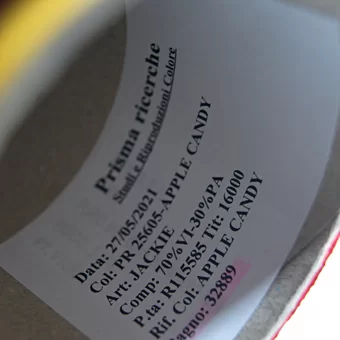 Prisma ricerche
Studi e Riproduzioni Colore
Data: 27/05/2021
Col: PR 25605-APPLE CANDY
Art: JACKIE
Comp: 70%VI-30%PA
P.ta: R115585 Tit: 16000
Rif. Col: APPLE CANDY
Bagno: 32889